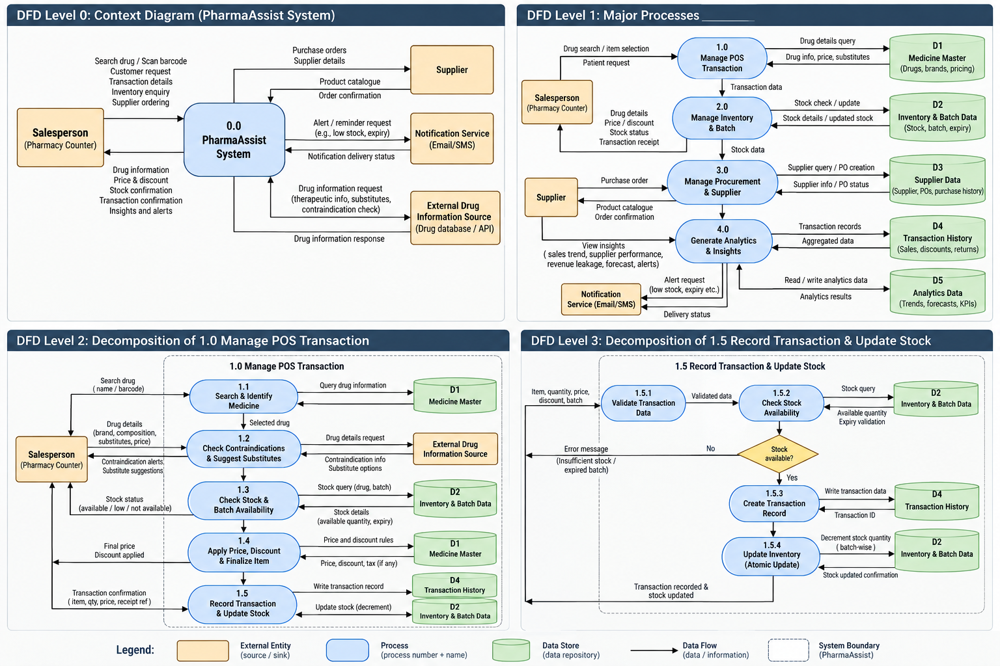 DFD Level 0: Context Diagram (PharmaAssist System)
Search drug / Scan barcode
Customer request
Transaction details
Inventory enquiry
Supplier ordering
Salesperson
(Pharmacy Counter)
Drug information
Price & discount
Stock confirmation
Transaction confirmation
Insights and alerts
0.0
PharmaAssist
System
Purchase orders
Supplier details
Product catalogue
Order confirmation
Supplier
Alert / reminder request
(e.g., low stock, expiry)
Notification delivery status
Notification Service
(Email/SMS)
Drug information request
(therapeutic info, substitutes,
contraindication check)
Drug information response
External Drug
Information Source
(Drug database / API)
DFD Level 1: Major Processes
Drug search / item selection
Patient request
Salesperson
(Pharmacy Counter)
1.0
Manage POS
Transaction
Drug details query
Drug info, price, substitutes
D1
Medicine Master
(Drugs, brands, pricing)
Transaction data
Drug details
Price / discount
Stock status
Transaction receipt
2.0
Manage Inventory
& Batch
Stock check / update
Stock details / updated stock
D2
Inventory & Batch Data
(Stock, batch, expiry)
Stock data
Supplier
Purchase order
Product catalogue
Order confirmation
3.0
Manage Procurement
& Supplier
Supplier query / PO creation
Supplier info / PO status
D3
Supplier Data
(Supplier, POs, purchase history)
View insights
( sales trend, supplier performance,
revenue leakage, forecast, alerts)
4.0
Generate Analytics
& Insights
Transaction records
Aggregated data
D4
Transaction History
(Sales, discounts, returns)
Alert request
(low stock, expiry etc.)
Delivery status
Notification
Service (Email/SMS)
Read / write analytics data
Analytics results
D5
Analytics Data
(Trends, forecasts, KPIs)
DFD Level 2: Decomposition of 1.0 Manage POS Transaction
1.0 Manage POS Transaction
Search drug
( name / barcode)
1.1
Search & Identify
Medicine
Query drug information
D1
Medicine Master
Selected drug
Drug details
(brand, composition,
substitutes, price)
Salesperson
(Pharmacy Counter)
Contraindication alerts,
Substitute suggestions
1.2
Check Contraindications
& Suggest Substitutes
Drug details request
Contraindication info
Substitute options
External Drug
Information Source
Stock status
(available / low / not available)
1.3
Check Stock &
Batch Availability
Stock query (drug, batch)
Stock details
(available quantity, expiry)
D2
Inventory & Batch Data
Final price
Discount applied
1.4
Apply Price, Discount
& Finalize Item
Price and discount rules
Price, discount, tax (if any)
D1
Medicine Master
Transaction confirmation
( item, qty, price, receipt ref )
1.5
Record Transaction
& Update Stock
Write transaction record
D4
Transaction History
Update stock (decrement)
D2
Inventory & Batch Data
DFD Level 3: Decomposition of 1.5 Record Transaction & Update Stock
1.5 Record Transaction & Update Stock
Item, quantity, price,
discount, batch
1.5.1
Validate Transaction
Data
Validated data
1.5.2
Check Stock
Availability
Stock query
Available quantity
Expiry validation
D2
Inventory & Batch Data
Error message
(Insufficient stock /
expired batch)
No
Stock
available?
Yes
1.5.3
Create Transaction
Record
Write transaction data
Transaction ID
D4
Transaction History
1.5.4
Update Inventory
(Atomic Update)
Decrement stock quantity
( batch-wise )
Stock updated confirmation
D2
Inventory & Batch Data
Transaction recorded &
stock updated
Legend:
External Entity
(source / sink)
Process
(process number + name)
Data Store
(data repository)
Data Flow
(data / information)
System Boundary
(PharmaAssist)